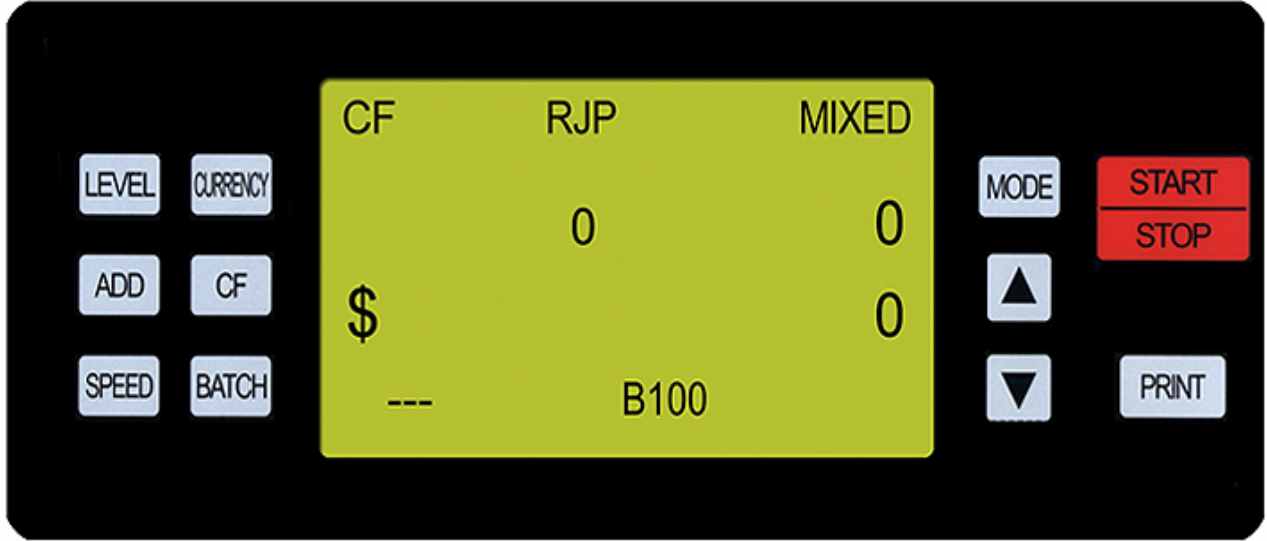 CF RJP MIXED
LEVEL CURRENCY
0 0
MODE
START
STOP
ADD CF
$ 0
▲
SPEED BATCH
--- B100
▼
PRINT